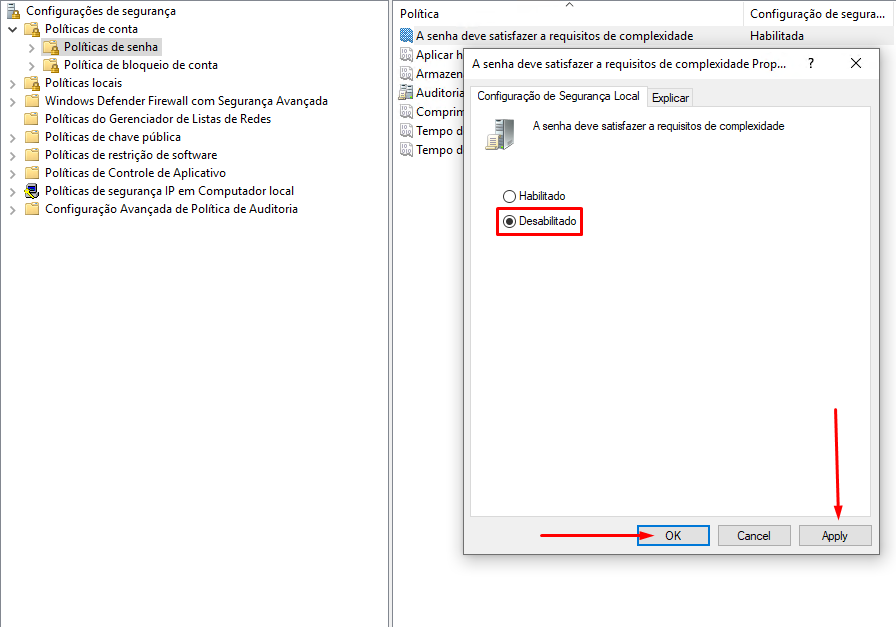 Configurações de segurança
Políticas de conta
Políticas de senha
Política de bloqueio de conta
Políticas locais
Windows Defender Firewall com Segurança Avançada
Políticas do Gerenciador de Listas de Redes
Políticas de chave pública
Políticas de restrição de software
Políticas de Controle de Aplicativo
Políticas de segurança IP em Computador local
Configuração Avançada de Política de Auditoria
Política
Configuração de segura...
A senha deve satisfazer a requisitos de complexidade
Habilitada
Aplicar h
Armazen
Auditoria
Comprim
Tempo d
Tempo d
A senha deve satisfazer a requisitos de complexidade Prop...
?
Configuração de Segurança Local
Explicar
A senha deve satisfazer a requisitos de complexidade
Habilitado
Desabilitado
OK
Cancel
Apply